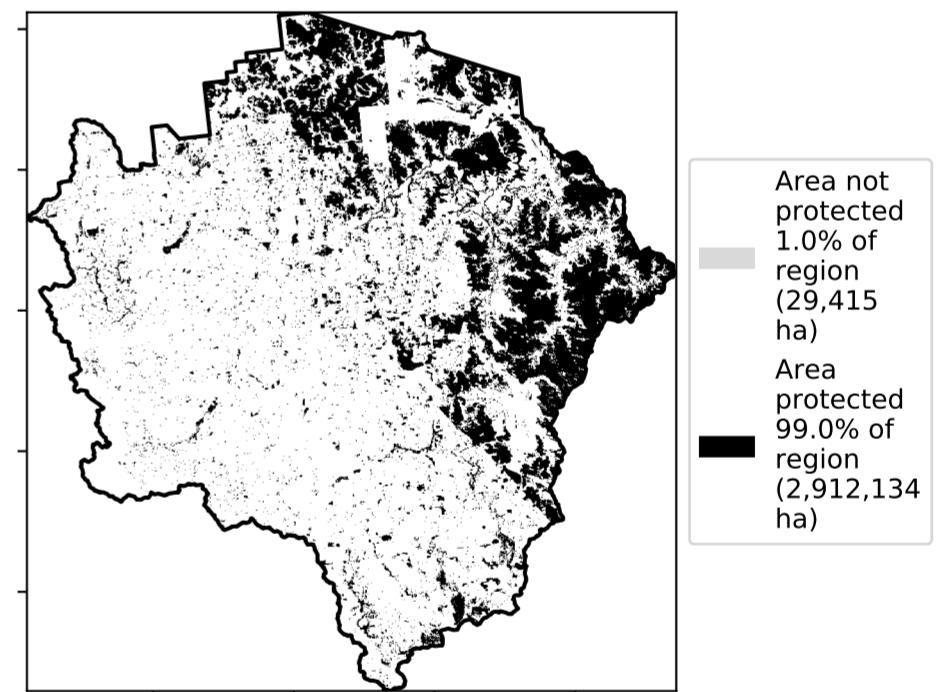 Area not
protected
1.0% of
region
(29,415
ha)
Area
protected
99.0% of
region
(2,912,134
ha)